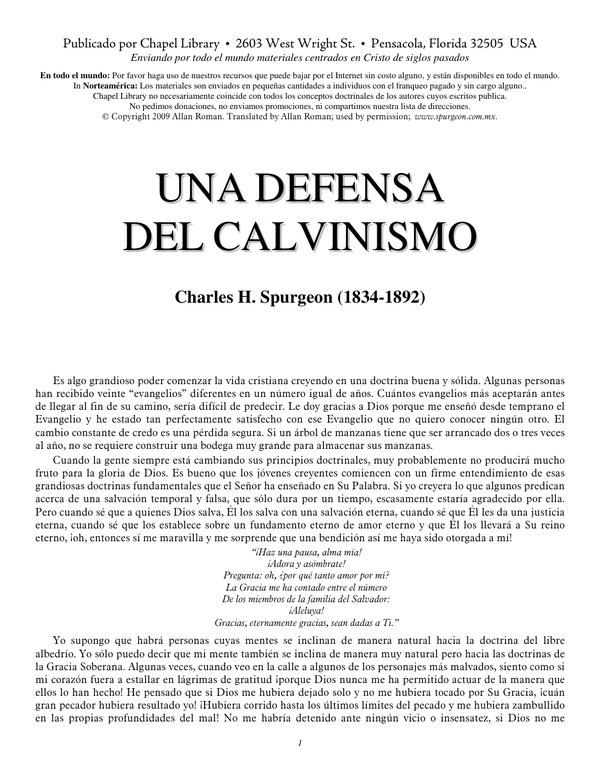 Publicado por Chapel Library • 2603 West Wright St. • Pensacola, Florida 32505 USA
Enviando por todo el mundo materiales centrados en Cristo de siglos pasados
En todo el mundo: Por favor haga uso de nuestros recursos que puede bajar por el Internet sin costo alguno, y están disponibles en todo el mundo.
In Norteamérica: Los materiales son enviados en pequeñas cantidades a individuos con el franqueo pagado y sin cargo alguno..
Chapel Library no necesariamente coincide con todos los conceptos doctrinales de los autores cuyos escritos publica.
No pedimos donaciones, no enviamos promociones, ni compartimos nuestra lista de direcciones.
© Copyright 2009 Allan Roman. Translated by Allan Roman; used by permission; www.spurgeon.com.mx.
UNA DEFENSA
DEL CALVINISMO
Charles H. Spurgeon (1834-1892)
Es algo grandioso poder comenzar la vida cristiana creyendo en una doctrina buena y sólida. Algunas personas
han recibido veinte “evangelios” diferentes en un número igual de años. Cuántos evangelios más aceptarán antes
de llegar al fin de su camino, sería difícil de predecir. Le doy gracias a Dios porque me enseñó desde temprano el
Evangelio y he estado tan perfectamente satisfecho con ese Evangelio que no quiero conocer ningún otro. El
cambio constante de credo es una pérdida segura. Si un árbol de manzanas tiene que ser arrancado dos o tres veces
al año, no se requiere construir una bodega muy grande para almacenar sus manzanas.
Cuando la gente siempre está cambiando sus principios doctrinales, muy probablemente no producirá mucho
fruto para la gloria de Dios. Es bueno que los jóvenes creyentes comiencen con un firme entendimiento de esas
grandiosas doctrinas fundamentales que el Señor ha enseñado en Su Palabra. Si yo creyera lo que algunos predican
acerca de una salvación temporal y falsa, que sólo dura por un tiempo, escasamente estaría agradecido por ella.
Pero cuando sé que a quienes Dios salva, Él los salva con una salvación eterna, cuando sé que Él les da una justicia
eterna, cuando sé que los establece sobre un fundamento eterno de amor eterno y que Él los llevará a Su reino
eterno, ¡oh, entonces sí me maravilla y me sorprende que una bendición así me haya sido otorgada a mí!
“¡Haz una pausa, alma mía!
¡Adora y asómbrate!
Pregunta: oh, ¿por qué tanto amor por mí?
La Gracia me ha contado entre el número
De los miembros de la familia del Salvador:
¡Aleluya!
Gracias, eternamente gracias, sean dadas a Ti.”
Yo supongo que habrá personas cuyas mentes se inclinan de manera natural hacia la doctrina del libre
albedrío. Yo sólo puedo decir que mi mente también se inclina de manera muy natural pero hacia las doctrinas de
la Gracia Soberana. Algunas veces, cuando veo en la calle a algunos de los personajes más malvados, siento como si
mi corazón fuera a estallar en lágrimas de gratitud ¡porque Dios nunca me ha permitido actuar de la manera que
ellos lo han hecho! He pensado que si Dios me hubiera dejado solo y no me hubiera tocado por Su Gracia, ¡cuán
gran pecador hubiera resultado yo! ¡Hubiera corrido hasta los últimos límites del pecado y me hubiera zambullido
en las propias profundidades del mal! No me habría detenido ante ningún vicio o insensatez, si Dios no me
1